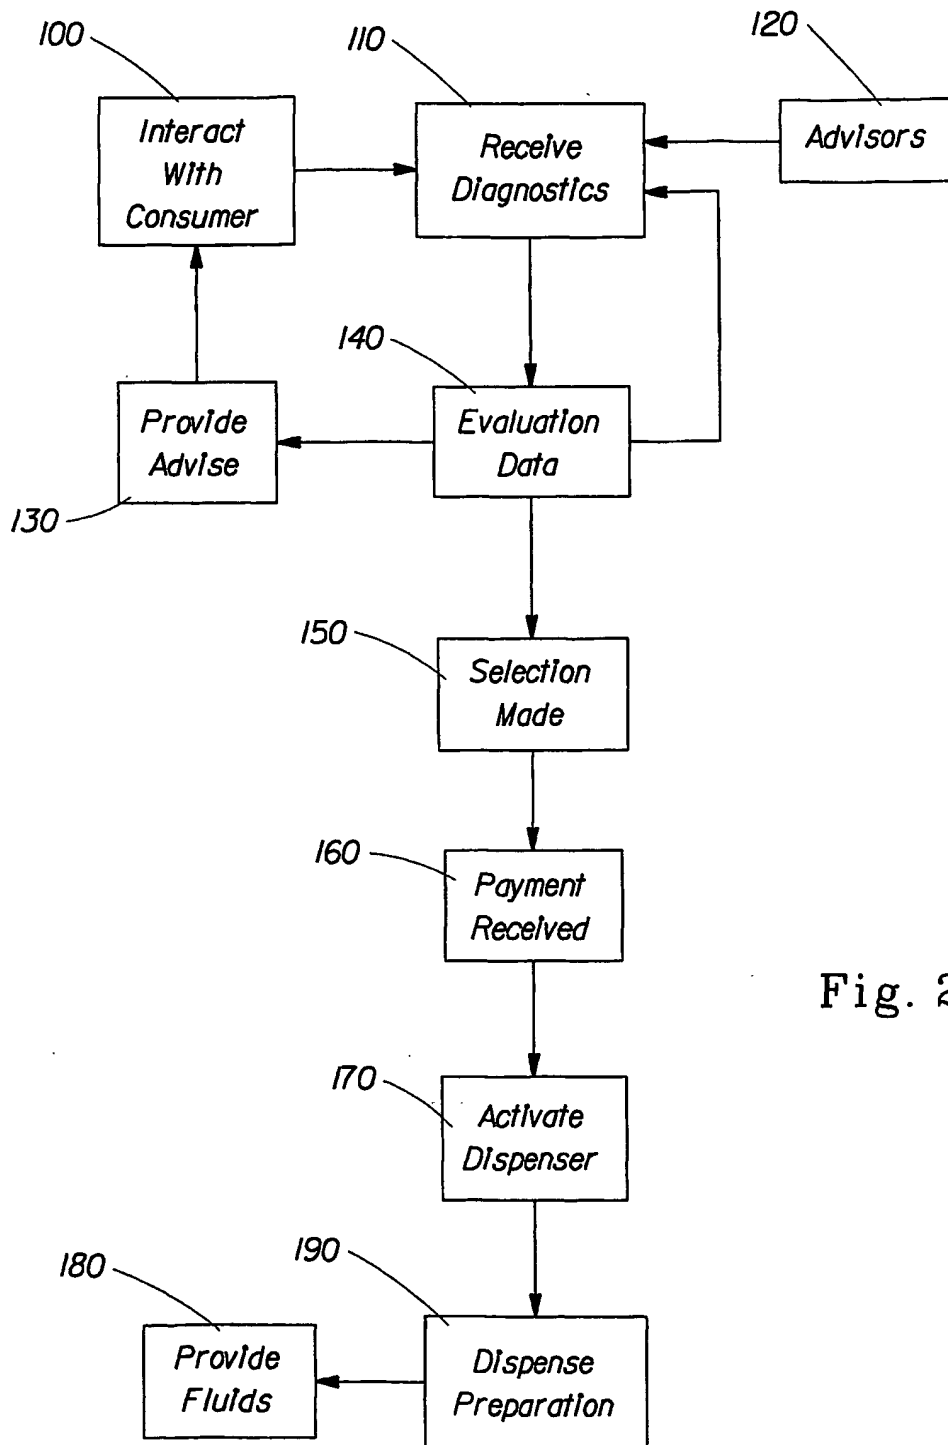 100
110
120
Interact
With
Consumer
Receive
Diagnostics
Advisors
140
Provide
Advise
Evaluation
Data
130
150
Selection
Made
160
Payment
Received
Fig. 2
170
Activate
Dispenser
180
190
Provide
Fluids
Dispense
Preparation